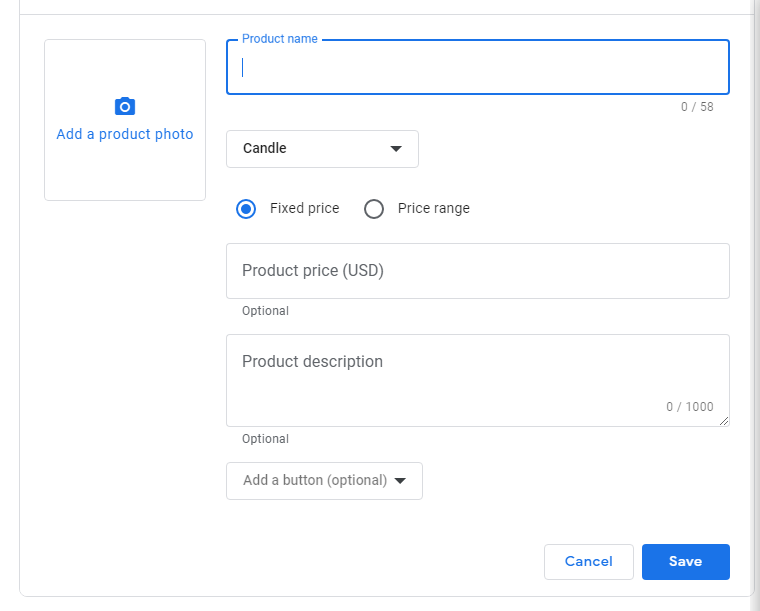 Product name
0 / 58
Add a product photo
Candle
Fixed price
Price range
Product price (USD)
Optional
Product description
0 / 1000
Optional
Add a button (optional)
Cancel
Save